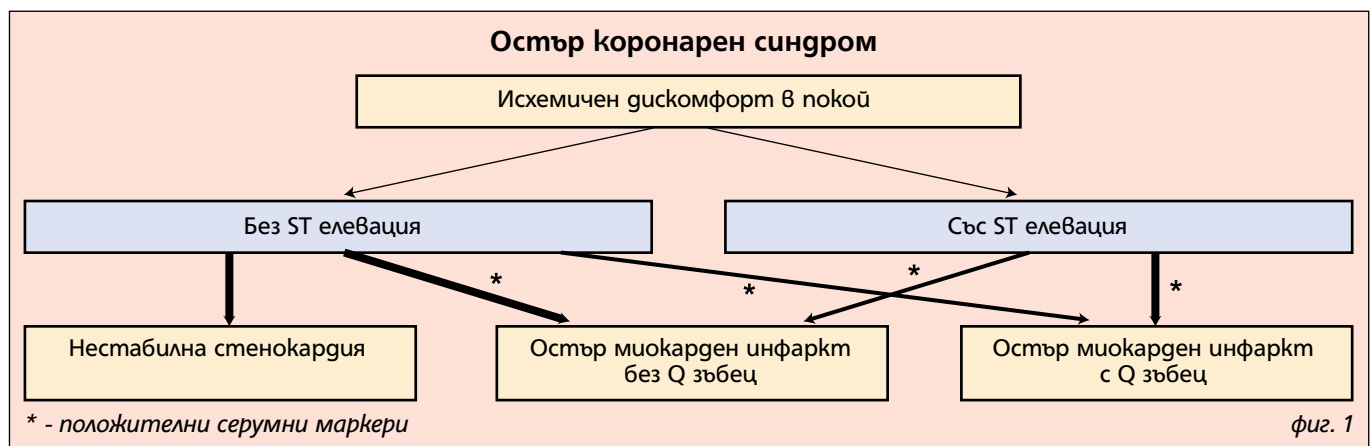 Остър коронарен синдром
Исхемичен дискомфорт в покой
Без ST елевация
Със ST елевация
*
*
*
*
Нестабилна стенокардия
Остър миокарден инфаркт
без Q зъбец
Остър миокарден инфаркт
с Q зъбец
* - положителни серумни маркери
фиг. 1